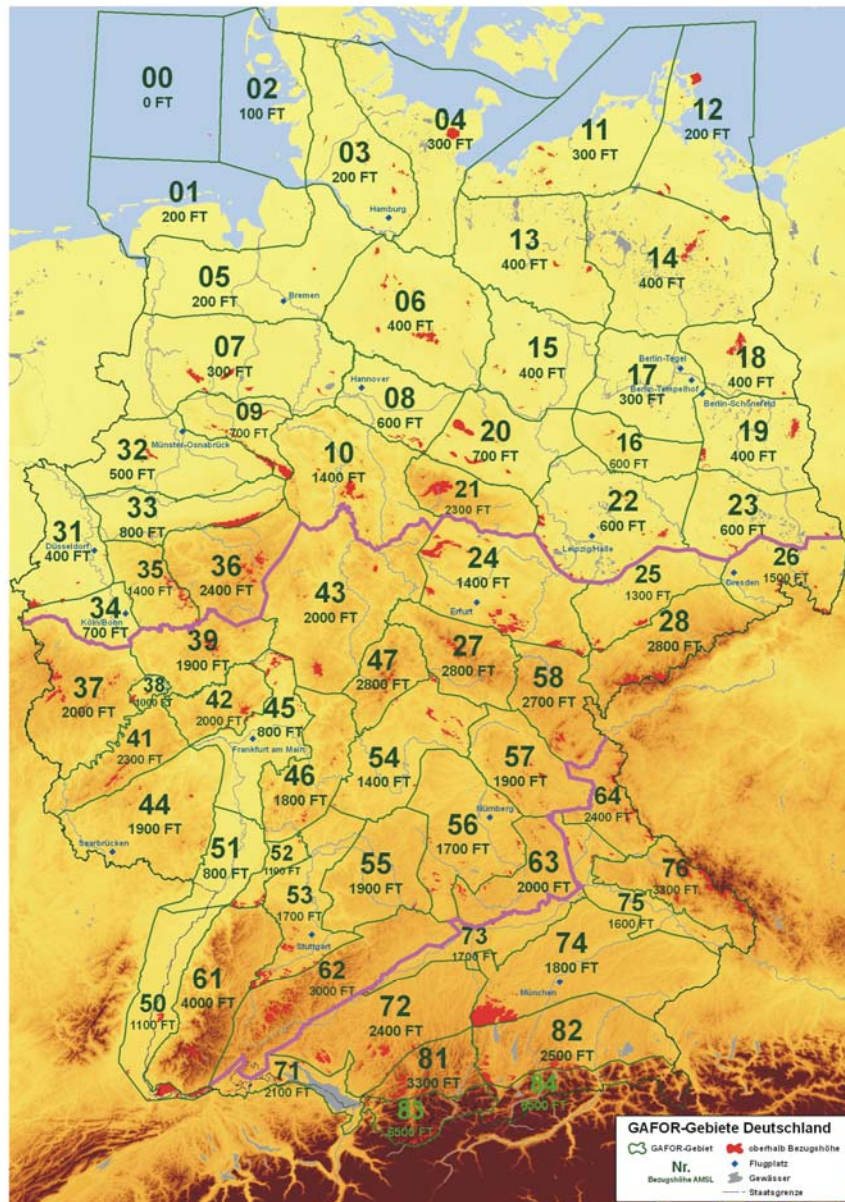 00
0 FT
02
100 FT
04
300 FT
11
300 FT
12
200 FT
03
200 FT
Hamburg
01
200 FT
13
400 FT
14
400 FT
05
200 FT
Bremen
06
400 FT
07
300 FT
15
400 FT
Berlin-Tegel
17
300 FT
Berlin-Tempelhof
Berlin-Schönefeld
18
400 FT
Hannover
08
600 FT
09
700 FT
Münster-Osnabrück
32
500 FT
10
1400 FT
20
700 FT
16
600 FT
19
400 FT
21
2300 FT
22
600 FT
Leipzig/Halle
23
600 FT
33
800 FT
31
400 FT
Düsseldorf
35
1400 FT
36
2400 FT
43
2000 FT
24
1400 FT
Erfurt
25
1300 FT
26
1500 FT
Dresden
34
Köln/Bonn
700 FT
39
1900 FT
28
2800 FT
27
2800 FT
47
2800 FT
58
2700 FT
37
2000 FT
38
1000 FT
42
2000 FT
45
800 FT
Frankfurt am Main
41
2300 FT
54
1400 FT
57
1900 FT
46
1800 FT
64
2400 FT
44
1900 FT
Saarbrücken
Nürnberg
56
1700 FT
51
800 FT
52
1100 FT
55
1900 FT
63
2000 FT
76
3300 FT
53
1700 FT
Stuttgart
75
1600 FT
73
1700 FT
74
1800 FT
München
61
4000 FT
62
3000 FT
50
1100 FT
72
2400 FT
82
2500 FT
81
3300 FT
71
2100 FT
83
6500 FT
84
GAFOR-Gebiete Deutschland
GAFOR-Gebiet
oberhalb Bezugshöhe
Nr.
Bezugshöhe AMSL
Flugplatz
Gewässer
Staatsgrenze